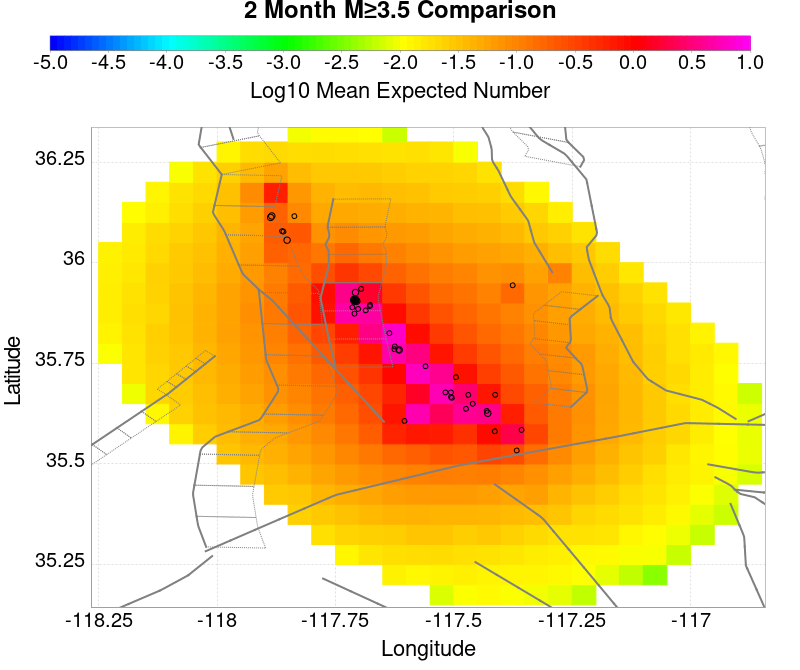 2 Month M≥3.5 Comparison
-5.0 -4.5 -4.0 -3.5 -3.0 -2.5 -2.0 -1.5 -1.0 -0.5 0.0 0.5 1.0
Log10 Mean Expected Number
36.25
36
35.75
35.5
35.25
Latitude
-118.25 -118 -117.75 -117.5 -117.25 -117
Longitude